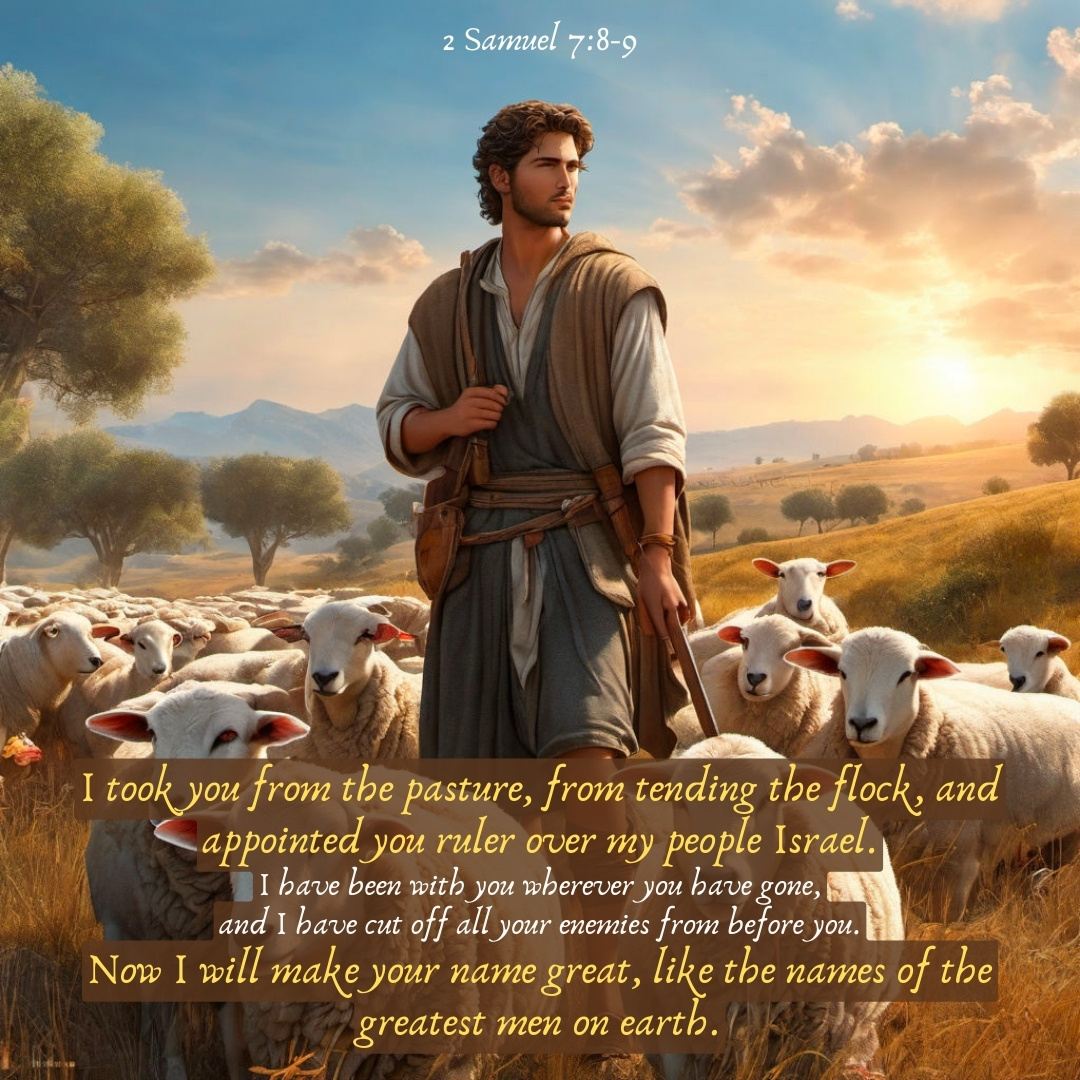 2 Samuel 7:8-9
I took you from the pasture, from tending the flock, and
appointed you ruler over my people Israel.
I have been with you wherever you have gone,
and I have cut off all your enemies from before you.
Now I will make your name great, like the names of the
greatest men on earth.